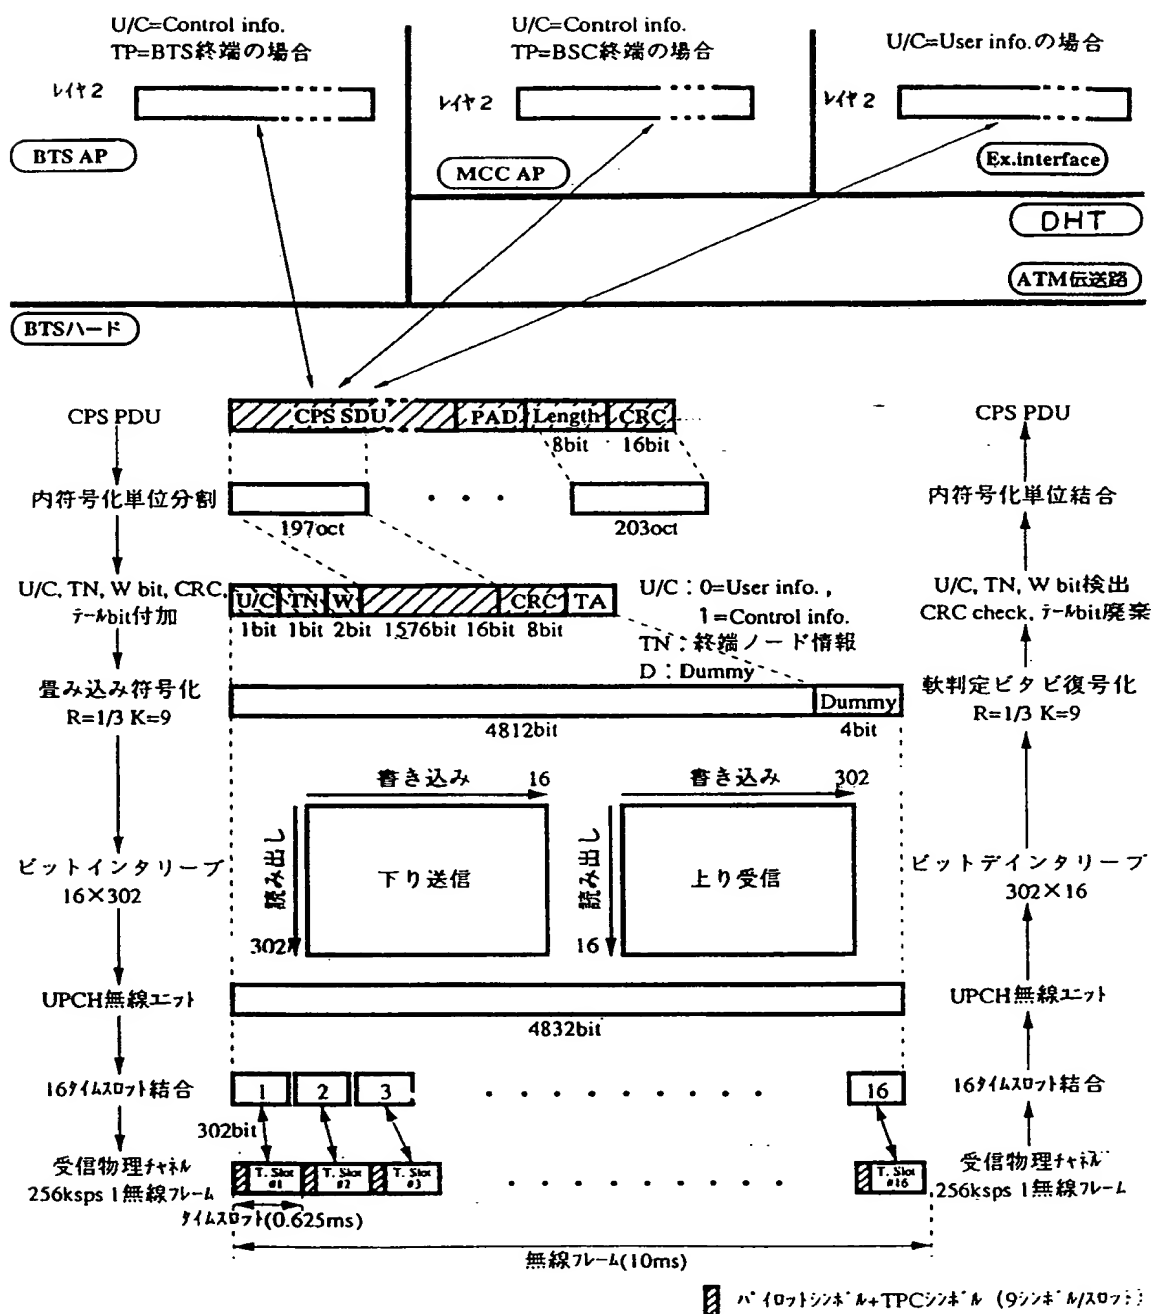 U/C=Control info.
TP=BTS終端の場合
U/C=Control info.
TP=BSC終端の場合
U/C=User info.の場合
レイヤ2
レイヤ2
レイヤ2
BTS AP
MCC AP
Ex.interface
DHT
ATM伝送路
BTSハード
CPS PDU
CPS SDU
PAD
Length
CRC
CPS PDU
8bit
16bit
内符号化単位分割
内符号化単位結合
197oct
203oct
U/C, TN, W bit, CRC,
テールbit付加
U/C
TN
W
CRC
TA
1bit
1bit
2bit
1576bit
16bit
8bit
U/C:0=User info.,
1=Control info.
TN:終端ノード情報
D:Dummy
U/C, TN, W bit検出
CRC check, テールbit廃棄
畳み込み符号化
R=1/3 K=9
Dummy
軟判定ビタビ復号化
R=1/3 K=9
4812bit
4bit
書き込み
16
書き込み
302
ビットインタリーブ
16×302
読み出し
下り送信
302
読み出し
上り受信
16
ビットデインタリーブ
302×16
UPCH無線ユニット
UPCH無線ユニット
4832bit
16タイムスロット結合
1
2
3
16
16タイムスロット結合
302bit
受信物理チャネル
256ksps 1無線フレーム
T. Slot
#1
T. Slot
#2
T. Slot
#3
T. Slot
#16
受信物理チャネル
256ksps 1無線フレーム
タイムスロット(0.625ms)
無線フレーム(10ms)
パイロットシンボル+TPCシンボル (9シンボル/スロット)